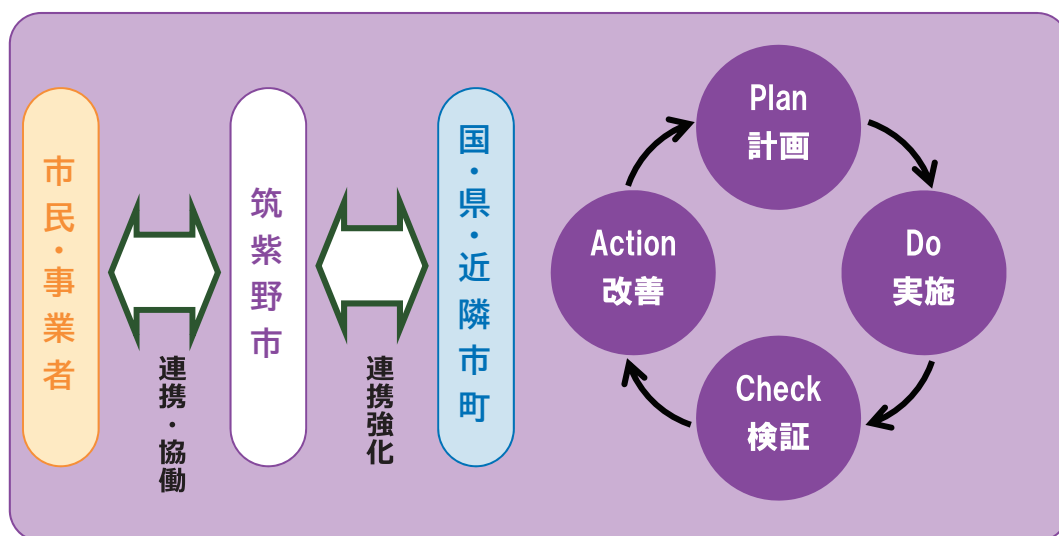 市民・事業者
連携・協働
筑紫野市
連携強化
国・県・近隣市町
Plan
計画
Do
実施
Check
検証
Action
改善